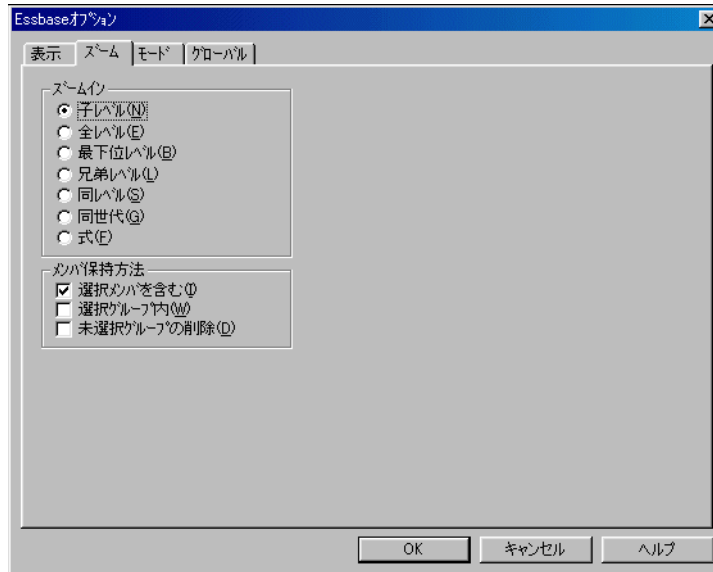 Essbaseｵﾌﾟｼｮﾝ
表示 ｽﾞｰﾑ ﾓｰﾄﾞ ｸﾞﾛｰﾊﾞﾙ
ｽﾞｰﾑｲﾝ
子ﾚﾍﾞﾙ(N)
全ﾚﾍﾞﾙ(E)
最下位ﾚﾍﾞﾙ(B)
兄弟ﾚﾍﾞﾙ(L)
同ﾚﾍﾞﾙ(S)
同世代(G)
式(F)
ﾒﾝﾊﾞ保持方法
選択ﾒﾝﾊﾞを含む(I)
選択ｸﾞﾙｰﾌﾟ内(W)
未選択ｸﾞﾙｰﾌﾟの削除(D)
OK キャンセル ヘルプ